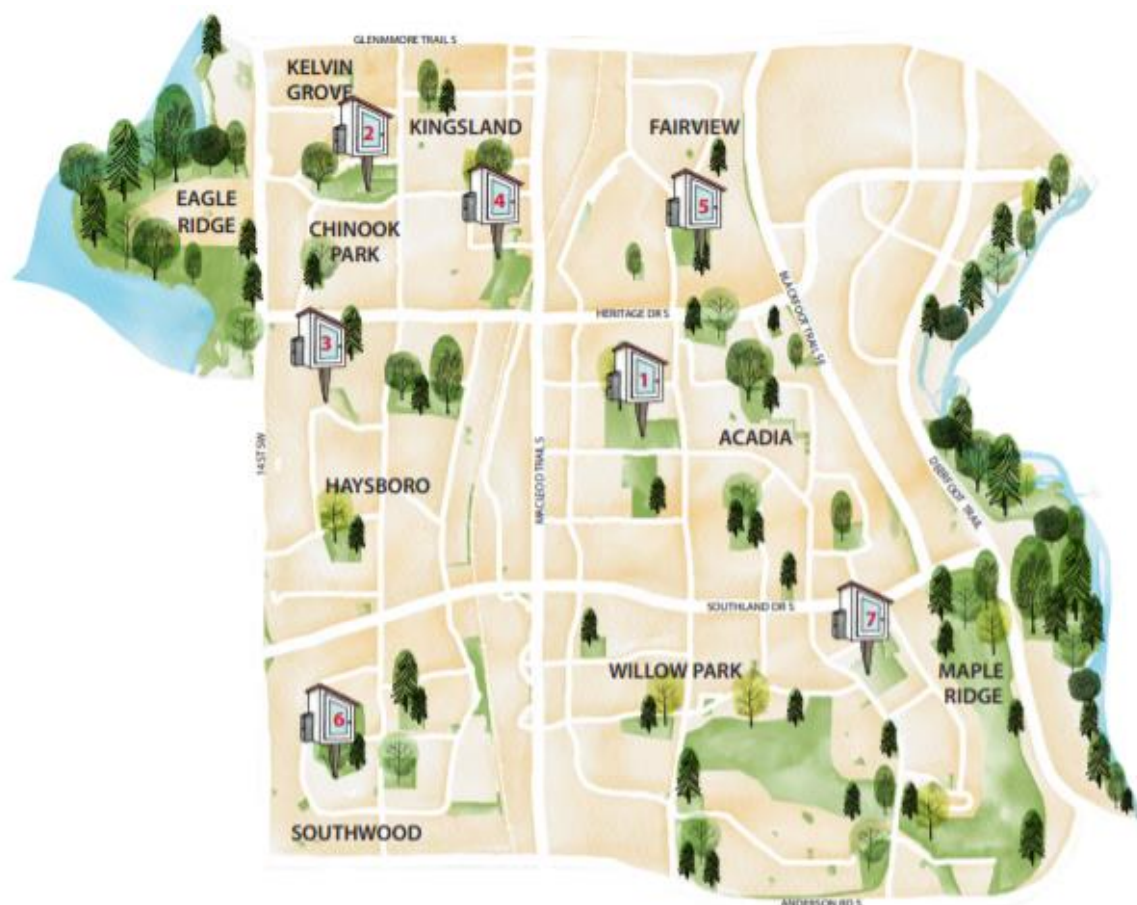 GLENMMORE TRAIL S
KELVIN
GROVE
2
KINGSLAND
FAIRVIEW
EAGLE
RIDGE
4
5
CHINOOK
PARK
HERITAGE DR S
BLACKFOOT TRAIL SE
3
1
14 ST SW
MACLEOD TRAIL S
ACADIA
HAYSBORO
DEERFOOT TRAIL
SOUTHLAND DR S
7
WILLOW PARK
MAPLE
RIDGE
6
SOUTHWOOD
ANDERSON RD S